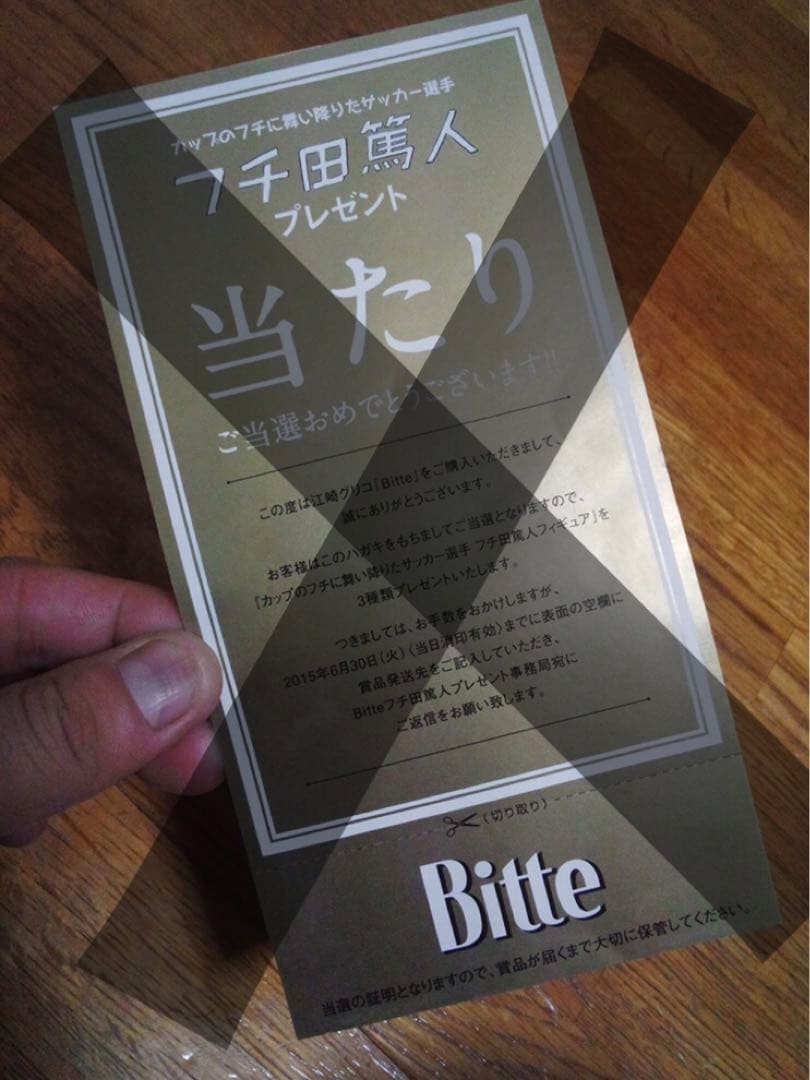 カップのフチに舞い降りたサッカー選手
フチ田篤人
プレゼント
当たり
ご当選おめでとうございます!!
この度は江崎グリコ「Bitte」をご購入いただきまして、
誠にありがとうございます。
お客様はこのハガキをもちましてご当選となりますので、
『カップのフチに舞い降りたサッカー選手 フチ田篤人フィギュア』を
3種類プレゼントいたします。
つきましては、お手数をおかけしますが、
2015年6月30日(火)(当日消印有効)までに表面の空欄に
賞品発送先をご記入していただき、
Bitteフチ田篤人プレゼント事務局宛に
ご返信をお願い致します。
(切り取り)
Bitte
当選の証明となりますので、賞品が届くまで大切に保管してください。